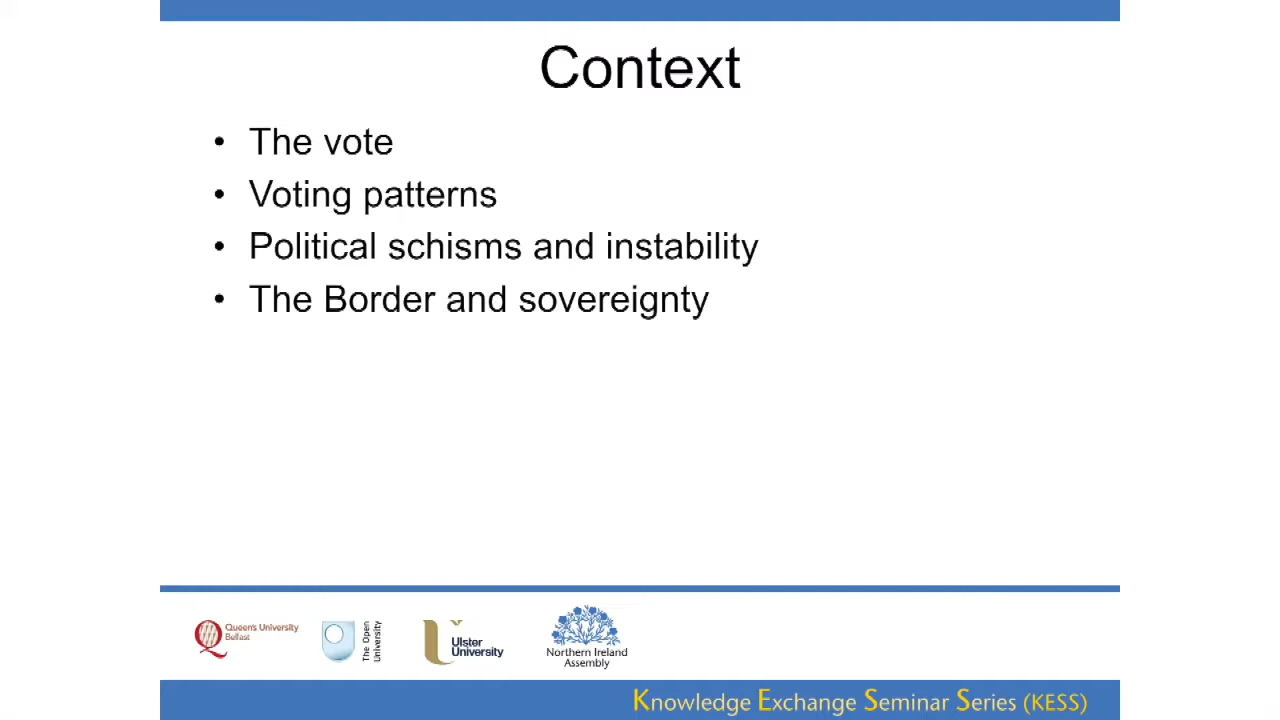 Context
• The vote
• Voting patterns
• Political schisms and instability
• The Border and sovereignty
Queen's University
Belfast
The Open
University
Ulster
University
Northern Ireland
Assembly
Knowledge Exchange Seminar Series (KESS)